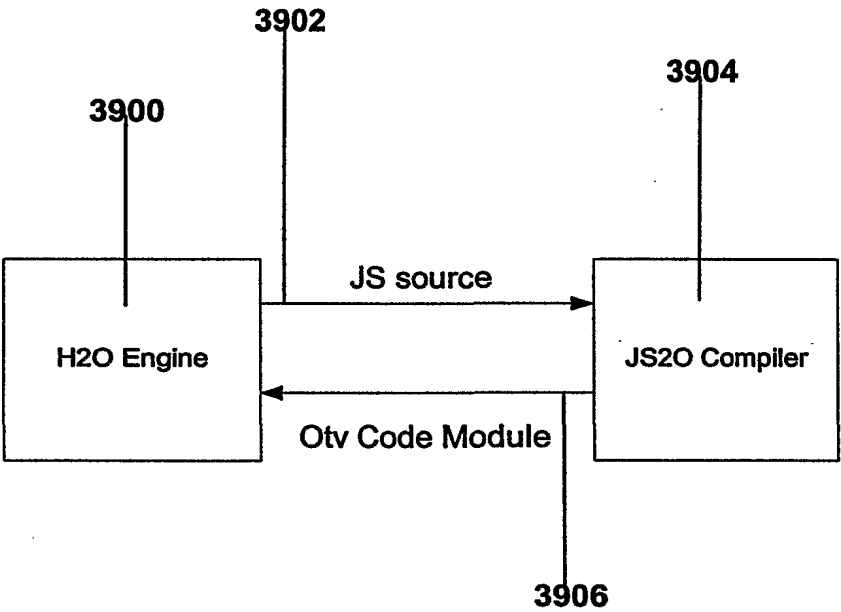 3902
3904
3900
JS source
H2O Engine
JS2O Compiler
Otv Code Module
3906